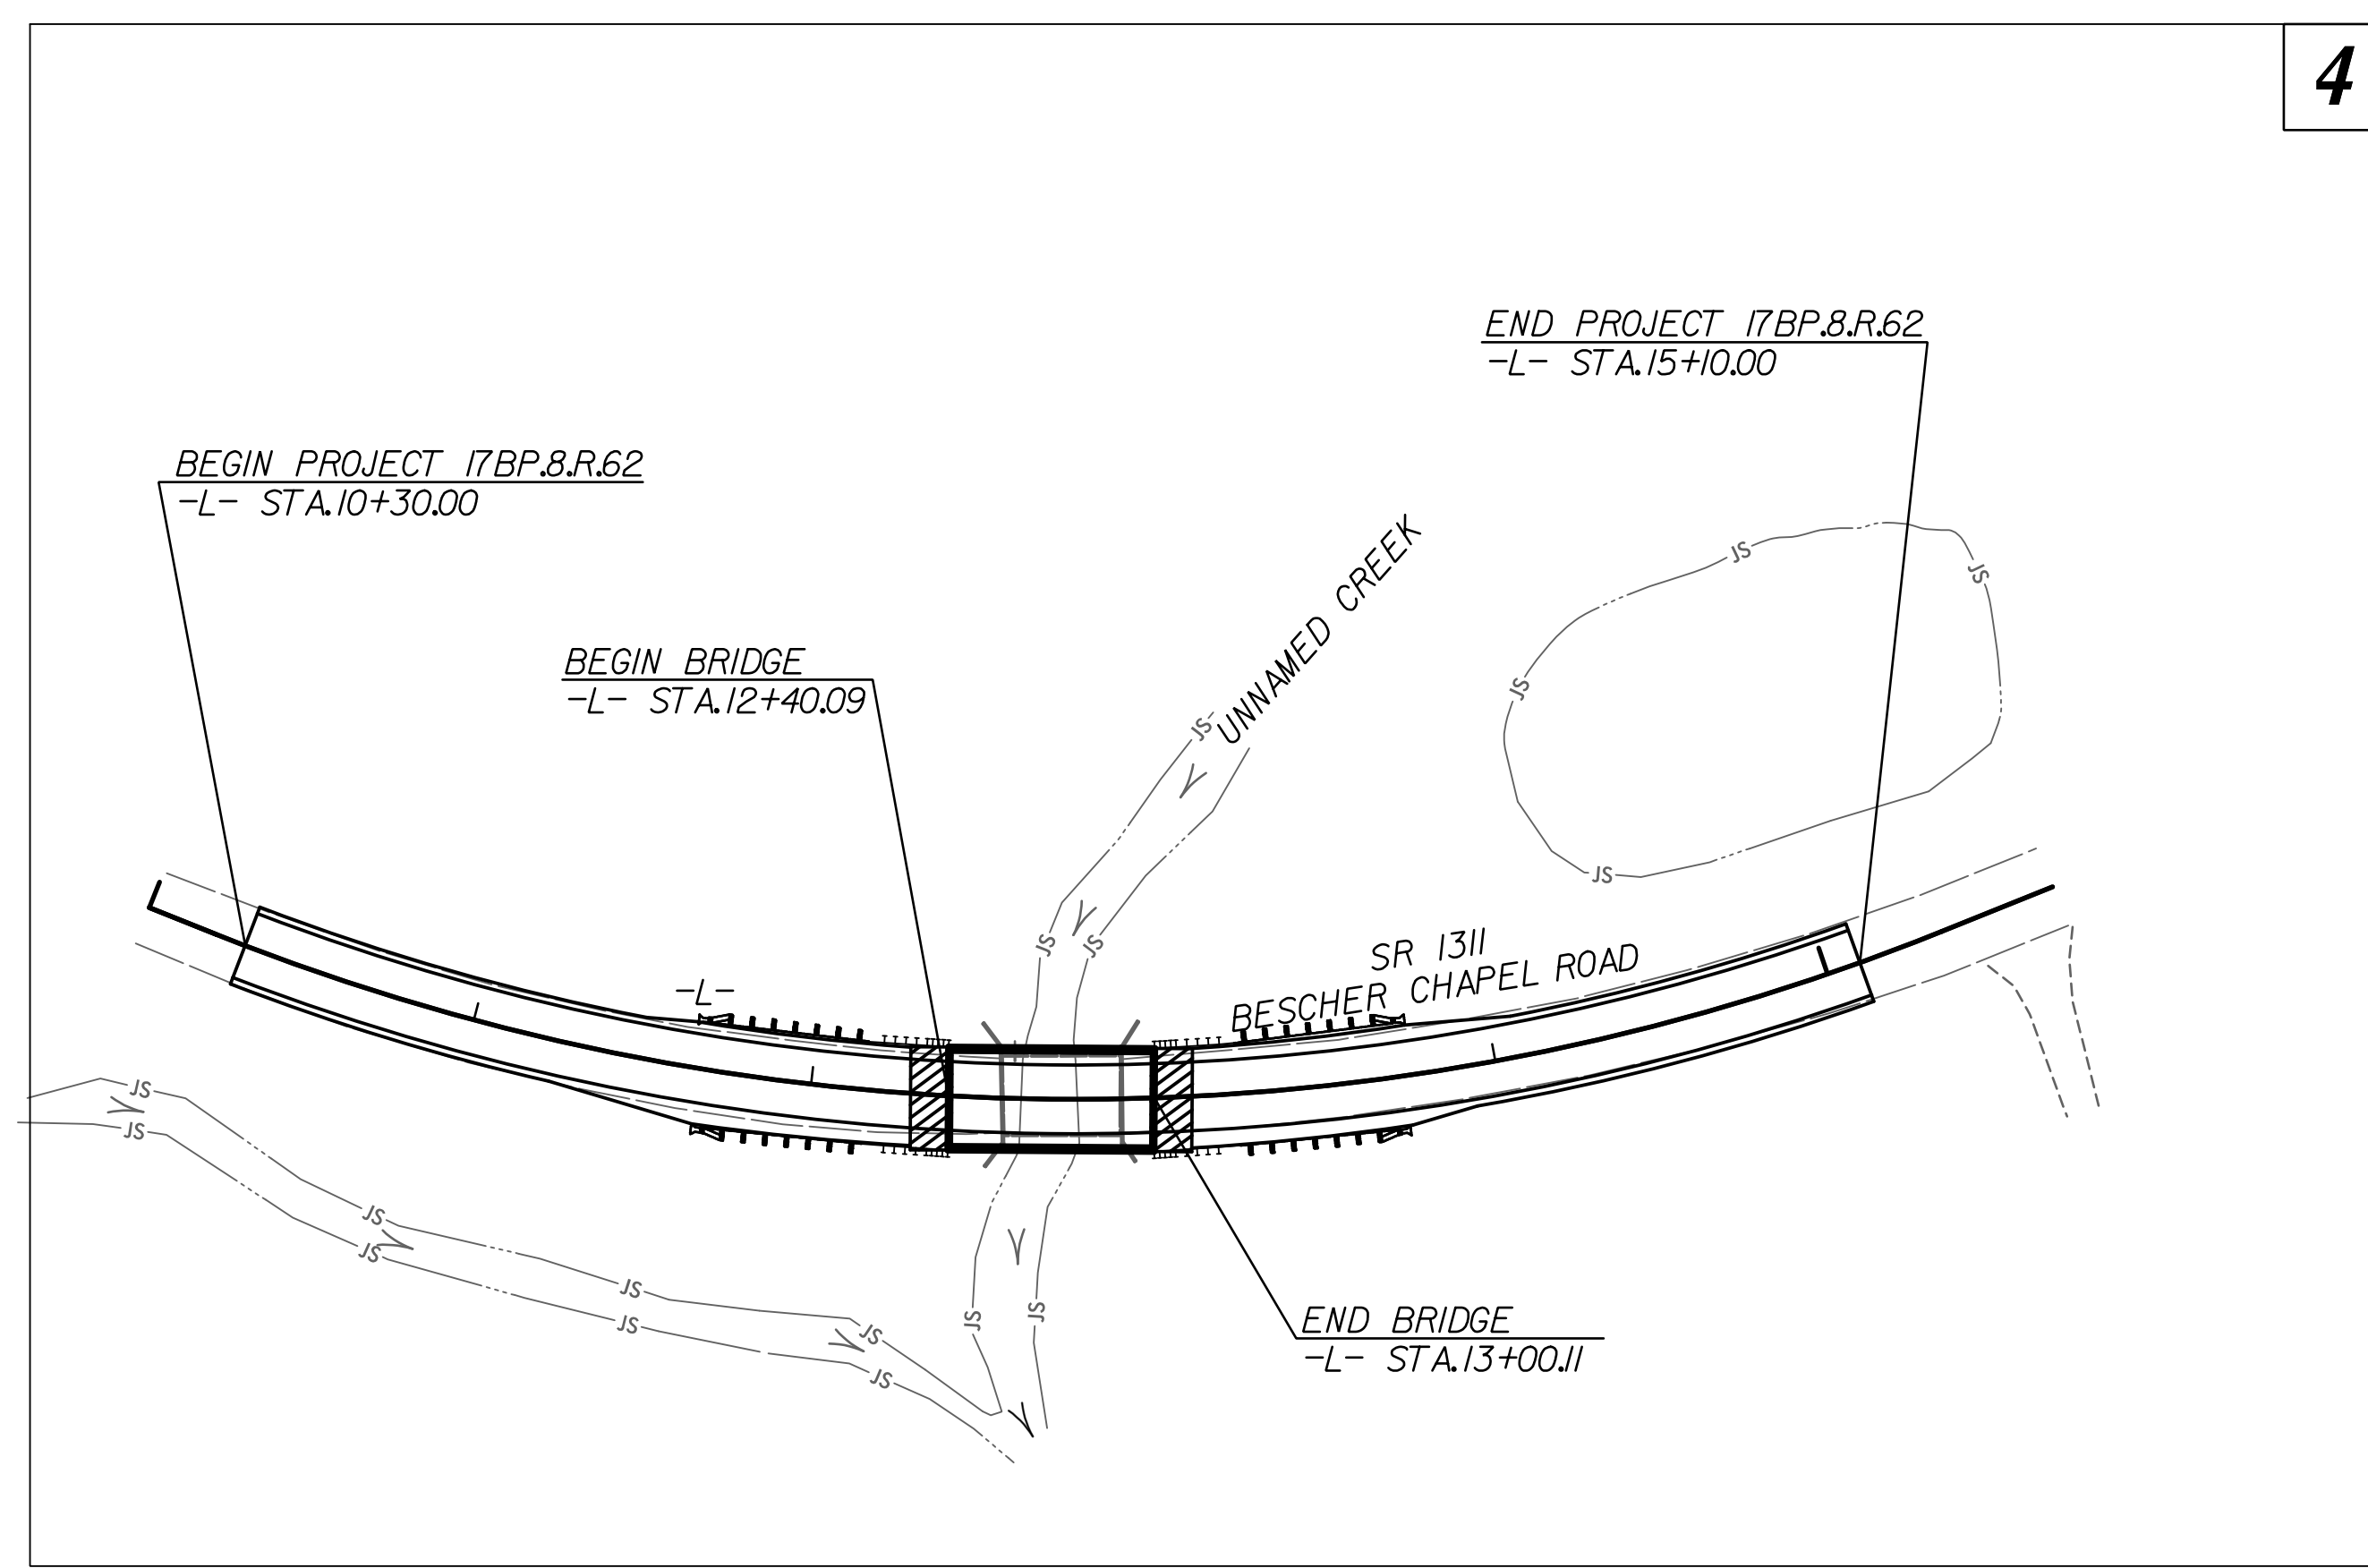 4
END PROJECT 17BP.8.R.62
-L- STA.15+10.00
BEGIN PROJECT 17BP.8.R.62
-L- STA.10+30.00
BEGIN BRIDGE
-L- STA.12+40.09
UNNAMED CREEK
JS
JS
JS
JS
JS
JS
JS
SR 1311
BESCHER CHAPEL ROAD
-L-
JS
JS
JS
JS
JS
JS
JS
JS
JS
JS
END BRIDGE
-L- STA.13+00.11